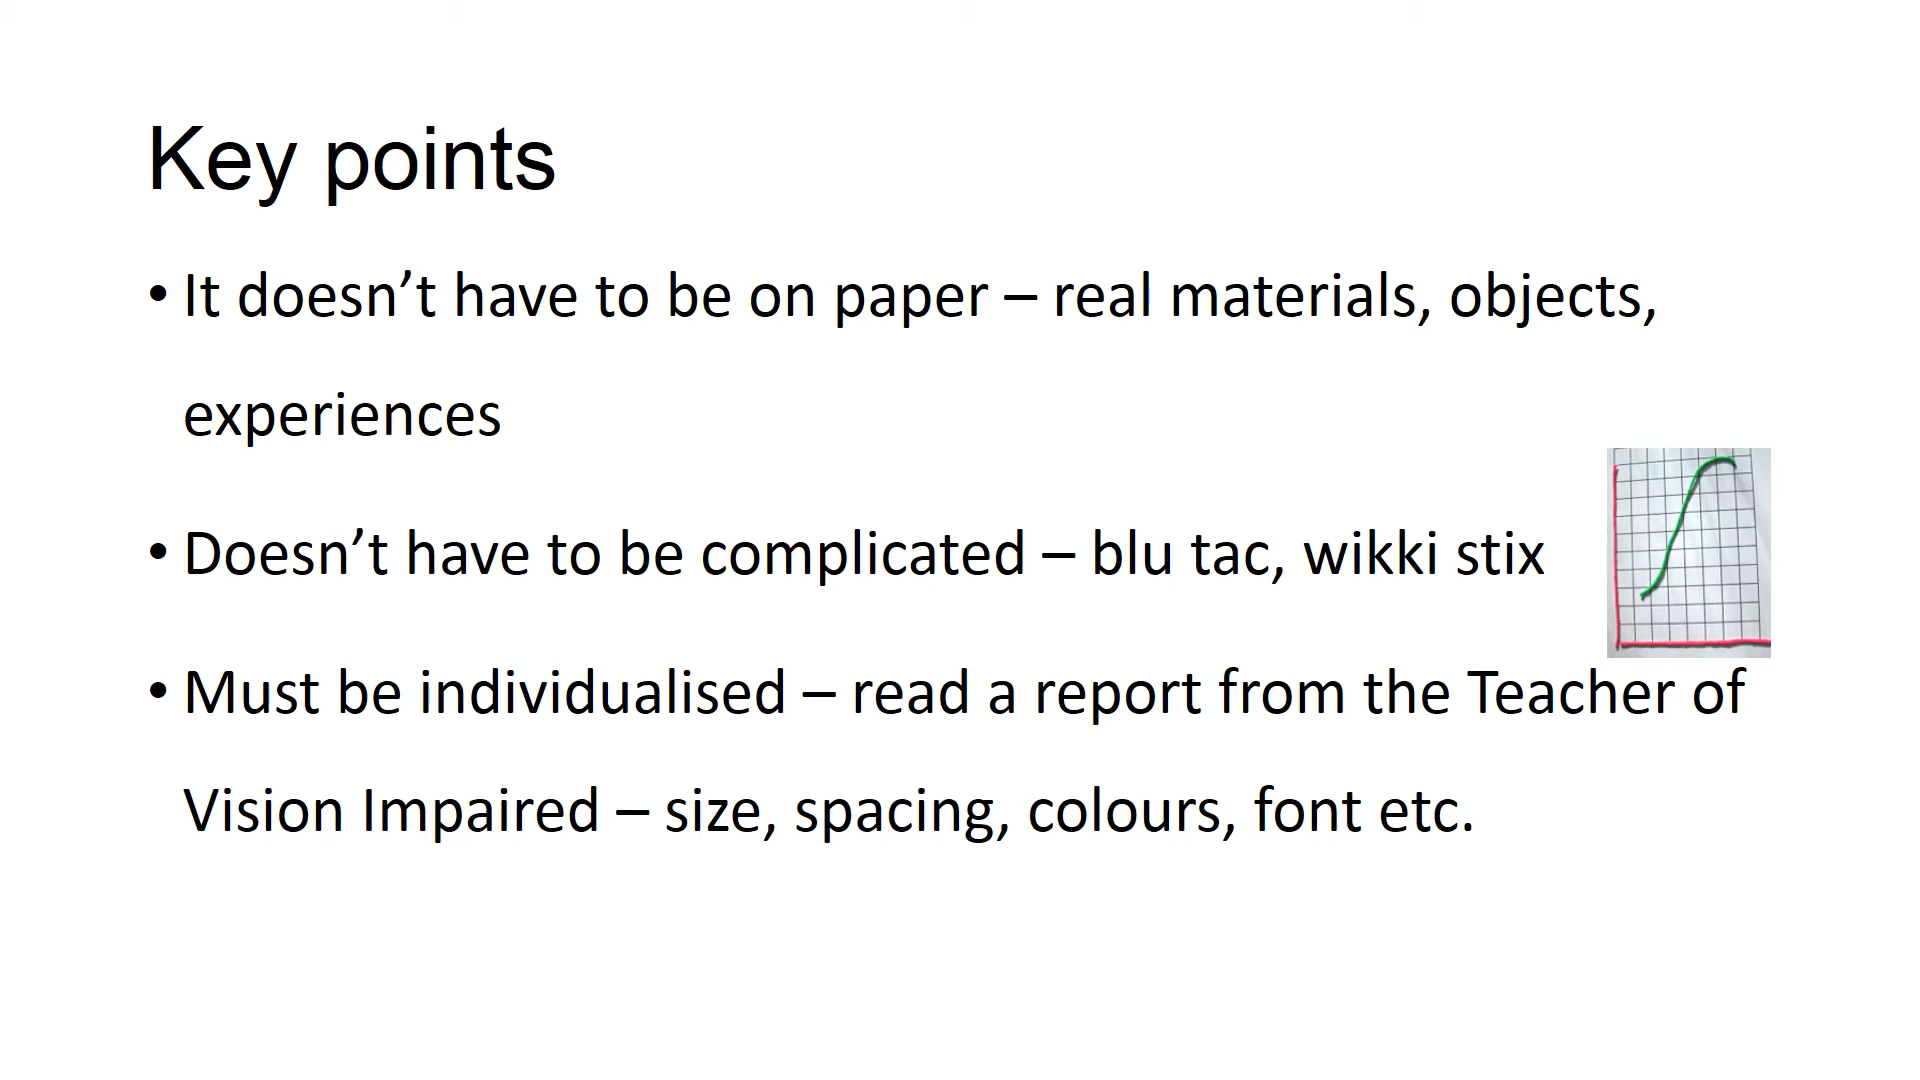 Key points
• It doesn’t have to be on paper – real materials, objects,
experiences
• Doesn’t have to be complicated – blu tac, wikki stix
• Must be individualised – read a report from the Teacher of
Vision Impaired – size, spacing, colours, font etc.